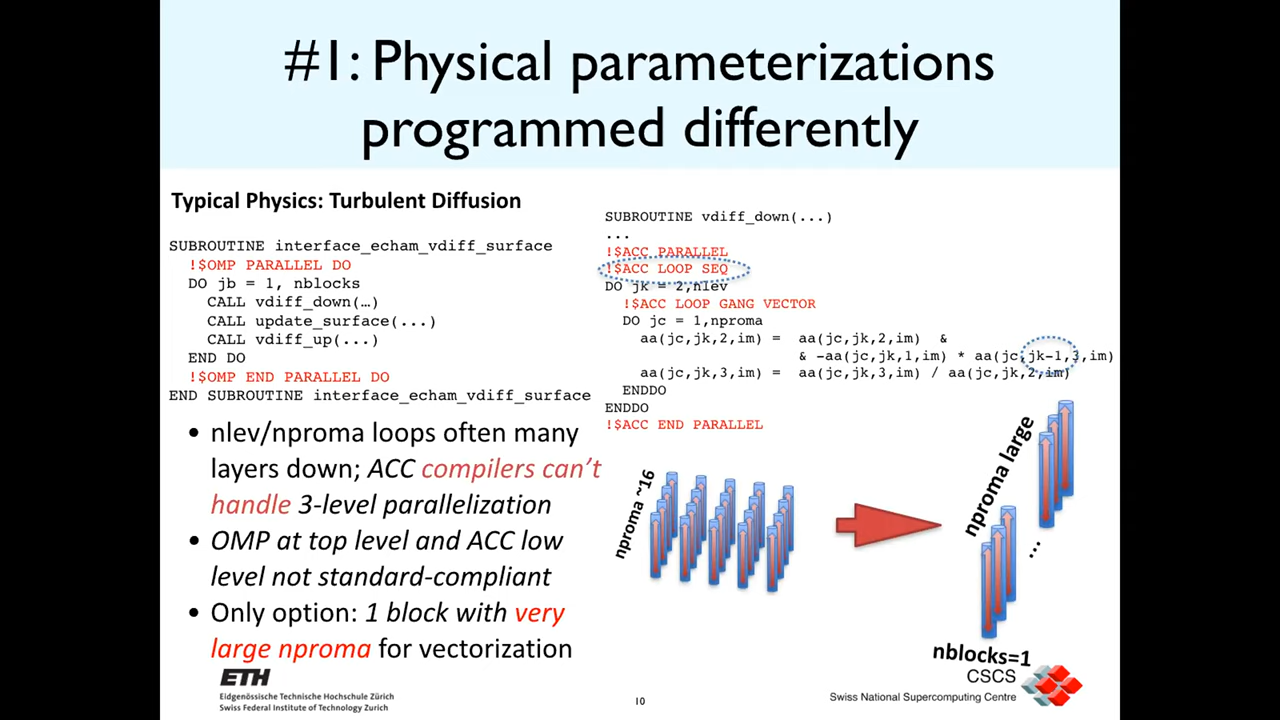 #1: Physical parameterizations
programmed differently
Typical Physics: Turbulent Diffusion
SUBROUTINE interface_echam_vdiff_surface
!$OMP PARALLEL DO
DO jb = 1, nblocks
CALL vdiff_down(…)
CALL update_surface(...)
CALL vdiff_up(...)
END DO
!$OMP END PARALLEL DO
END SUBROUTINE interface_echam_vdiff_surface
SUBROUTINE vdiff_down(...)
...
!$ACC PARALLEL
!$ACC LOOP SEQ
DO jk = 2,nlev
!$ACC LOOP GANG VECTOR
DO jc = 1,nproma
aa(jc,jk,2,im) = aa(jc,jk,2,im) &
& -aa(jc,jk,1,im) * aa(jc,jk-1,3,im)
aa(jc,jk,3,im) = aa(jc,jk,3,im) / aa(jc,jk,2,im)
ENDDO
ENDDO
!$ACC END PARALLEL
• nlev/nproma loops often many
layers down; ACC compilers can't
handle 3-level parallelization
• OMP at top level and ACC low
level not standard-compliant
• Only option: 1 block with very
large nproma for vectorization
nproma ~16
nproma large
...
nblocks=1
ETH
Eidgenössische Technische Hochschule Zürich
Swiss Federal Institute of Technology Zurich
10
CSCS
Swiss National Supercomputing Centre